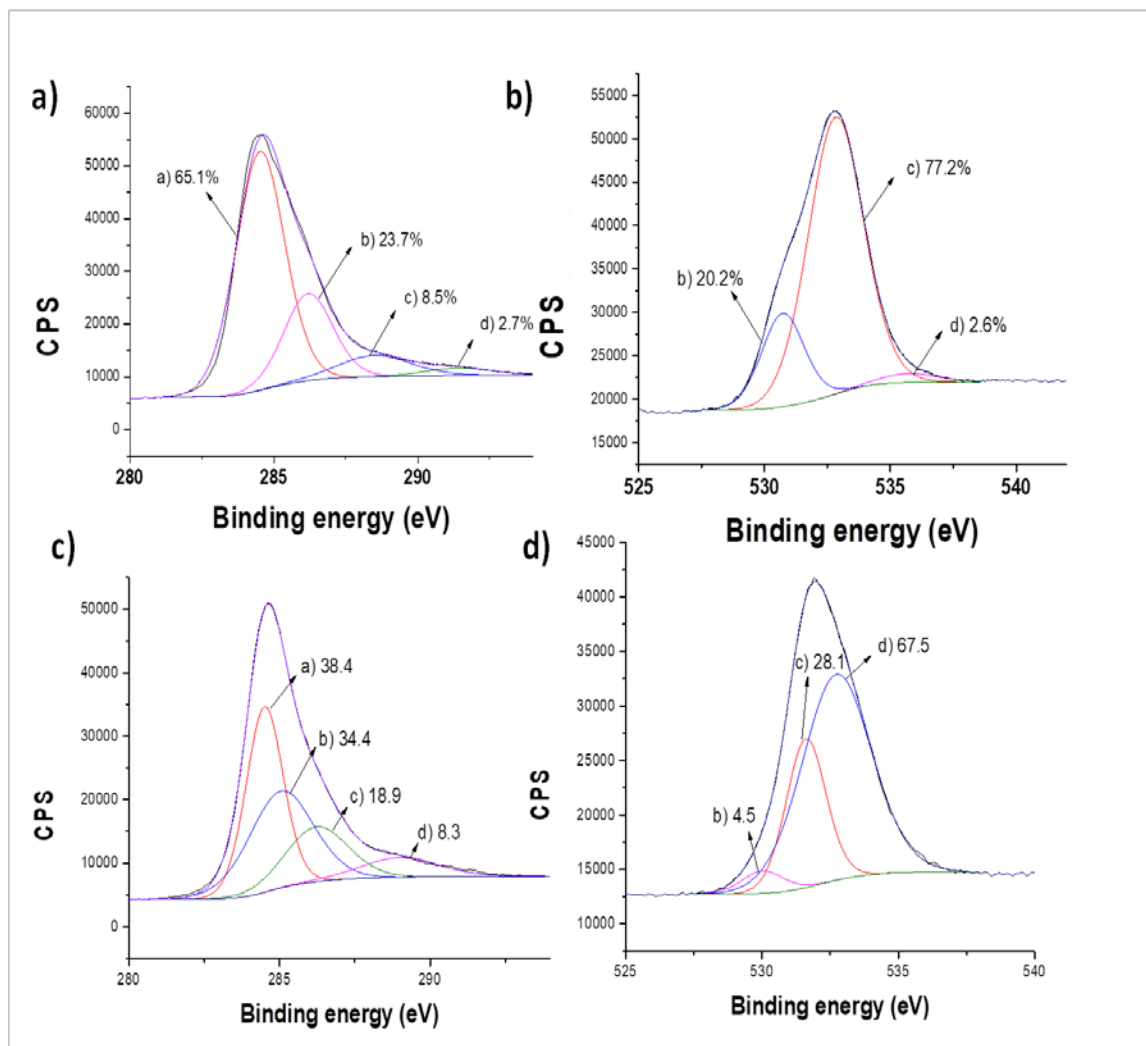 a)
60000
50000
40000
30000
20000
10000
0
CPS
a) 65.1%
b) 23.7%
c) 8.5%
d) 2.7%
280
285
290
Binding energy (eV)
b)
55000
50000
45000
40000
35000
30000
25000
20000
15000
CPS
c) 77.2%
b) 20.2%
d) 2.6%
525
530
535
540
Binding energy (eV)
c)
50000
40000
30000
20000
10000
0
CPS
a) 38.4
b) 34.4
c) 18.9
d) 8.3
280
285
290
Binding energy (eV)
d)
45000
40000
35000
30000
25000
20000
15000
10000
CPS
c) 28.1
d) 67.5
b) 4.5
525
530
535
540
Binding energy (eV)